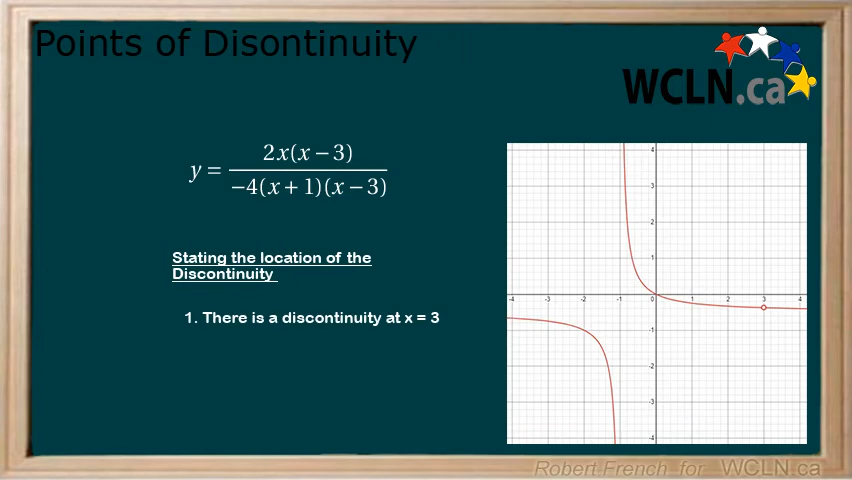 Points of Disontinuity
WCLN.ca
y = 2x(x − 3) / −4(x + 1)(x − 3)
Stating the location of the
Discontinuity
1. There is a discontinuity at x = 3
4
3
2
1
-4 -3 -2 -1 0 1 2 3 4
-1
-2
-3
-4
Robert French for WCLN.ca